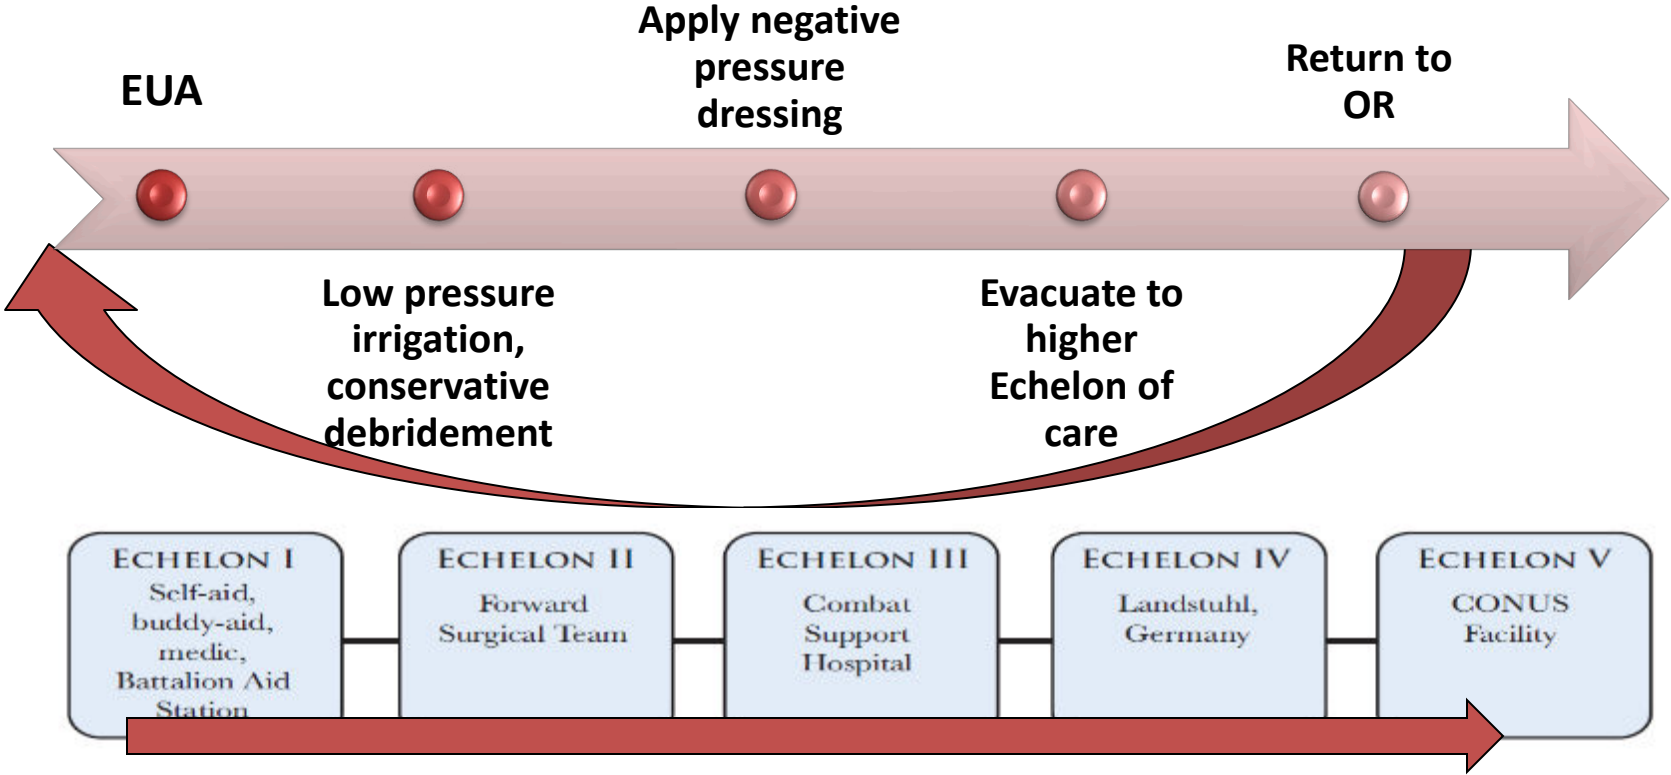 EUA
Apply negative
pressure
dressing
Return to
OR
Low pressure
irrigation,
conservative
debridement
Evacuate to
higher
Echelon of
care
ECHELON I
Self-aid,
buddy-aid,
medic,
Battalion Aid
Station
ECHELON II
Forward
Surgical Team
ECHELON III
Combat
Support
Hospital
ECHELON IV
Landstuhl,
Germany
ECHELON V
CONUS
Facility